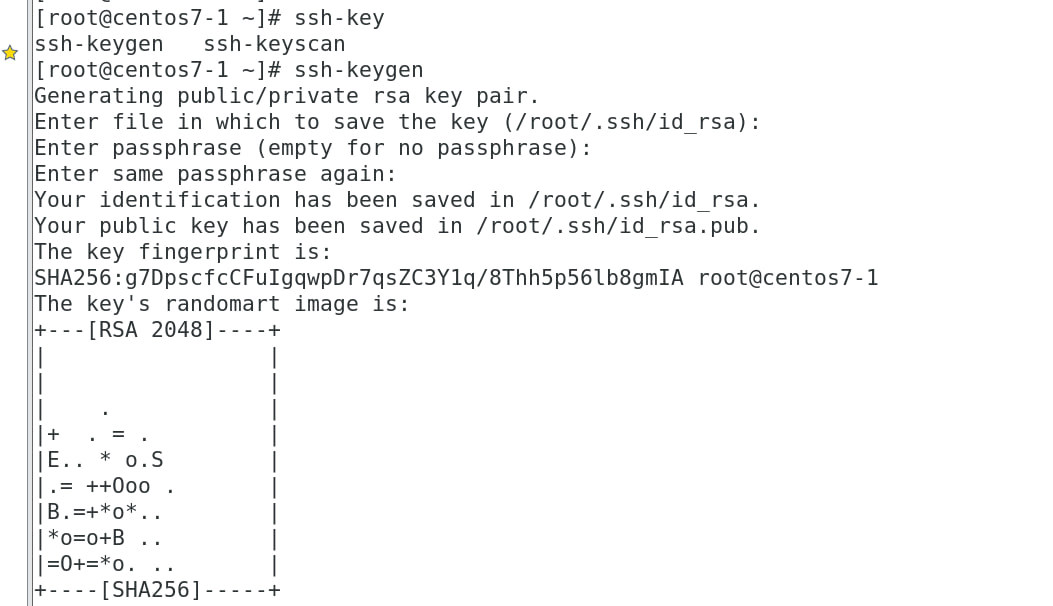 [root@centos7-1 ~]# ssh-key
ssh-keygen   ssh-keyscan
[root@centos7-1 ~]# ssh-keygen
Generating public/private rsa key pair.
Enter file in which to save the key (/root/.ssh/id_rsa):
Enter passphrase (empty for no passphrase):
Enter same passphrase again:
Your identification has been saved in /root/.ssh/id_rsa.
Your public key has been saved in /root/.ssh/id_rsa.pub.
The key fingerprint is:
SHA256:g7DpscfcCFuIgqwpDr7qsZC3Y1q/8Thh5p56lb8gmIA root@centos7-1
The key's randomart image is:
+---[RSA 2048]----+
|                 |
|                 |
|    .            |
|+  . = .         |
|E.. * o.S        |
|.= ++Ooo .       |
|B.=+*o*..        |
|*o=o+B ..        |
|=O+=*o. ..       |
+----[SHA256]-----+